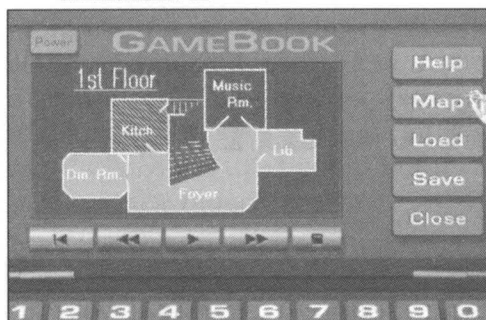 Power
GAMEBOOK
Help
1st Floor
Music
Rm.
Map
Kitch
Load
Lib
Din. Rm.
Save
Foyer
Close
1 2 3 4 5 6 7 8 9 0